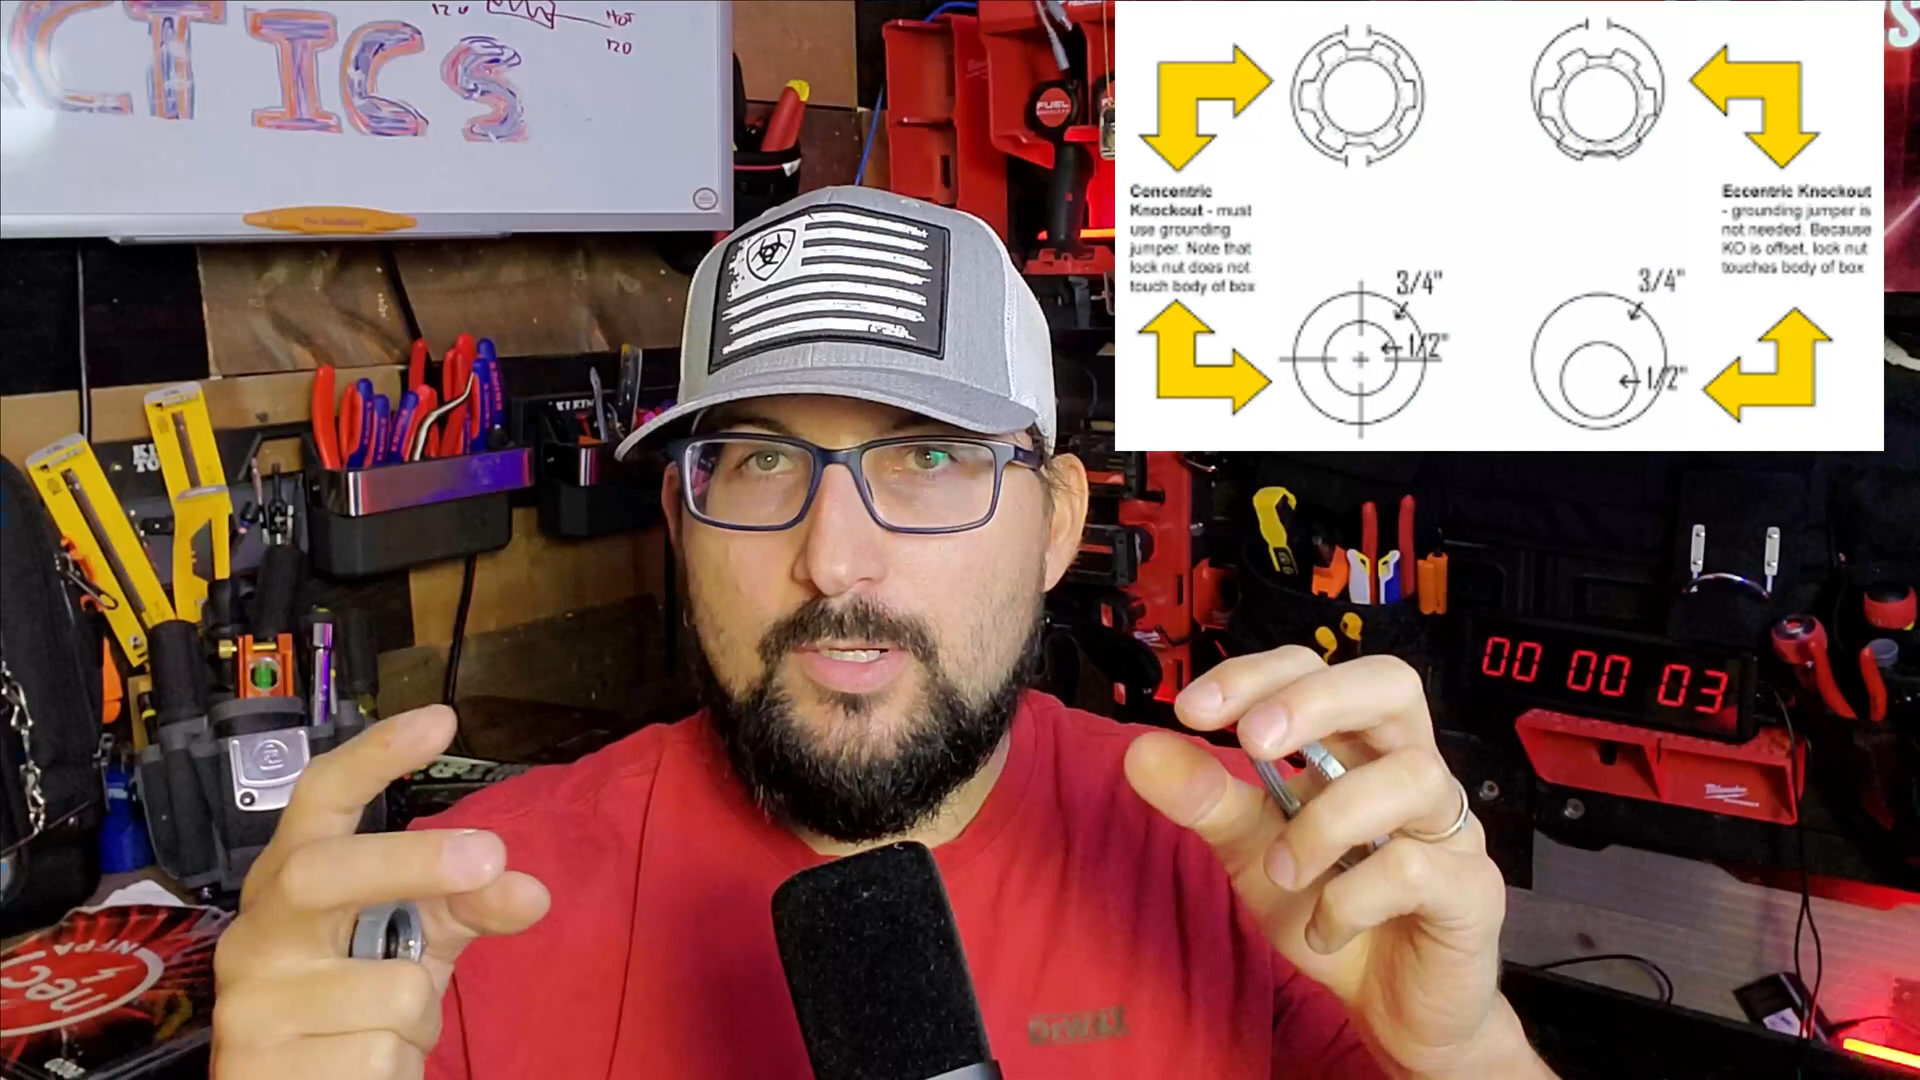 CTICS
120
HOT
120
FUEL
Concentric
Knockout - must
use grounding
jumper. Note that
lock nut does not
touch body of box
Eccentric Knockout
- grounding jumper is
not needed. Because
KO is offset, lock nut
touches body of box
3/4"
1/2"
3/4"
1/2"
KLEIN
00 00 03
Milwaukee
DEWALT
NFPA
nec